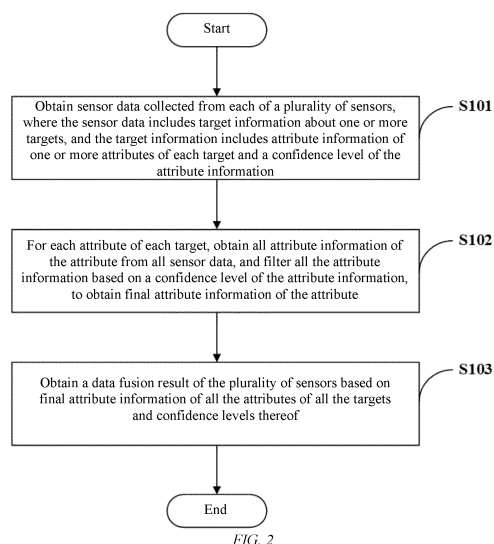 Start
Obtain sensor data collected from each of a plurality of sensors,
where the sensor data includes target information about one or more
targets, and the target information includes attribute information of
one or more attributes of each target and a confidence level of the
attribute information
S101
For each attribute of each target, obtain all attribute information of
the attribute from all sensor data, and filter all the attribute
information based on a confidence level of the attribute information,
to obtain final attribute information of the attribute
S102
Obtain a data fusion result of the plurality of sensors based on
final attribute information of all the attributes of all the targets
and confidence levels thereof
S103
End
FIG. 2